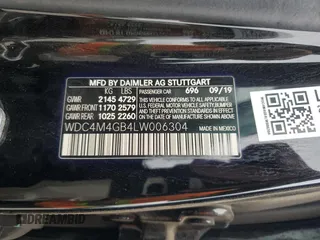 MFD BY DAIMLER AG STUTTGART
KG LBS PASSENGER CAR 696 09/19
GVWR 2145 4729
GAWR FRONT 1170 2579
GAWR REAR 1025 2260
THIS VEHICLE CONFORMS TO ALL
APPLICABLE U.S. FEDERAL MOTOR
VEHICLE SAFETY, BUMPER,
AND THEFT PREVENTION STANDARDS
IN EFFECT ON THE DATE OF
MANUFACTURE SHOWN ABOVE.
WDC4M4GB4LW006304
MADE IN MEXICO
DREAMBID